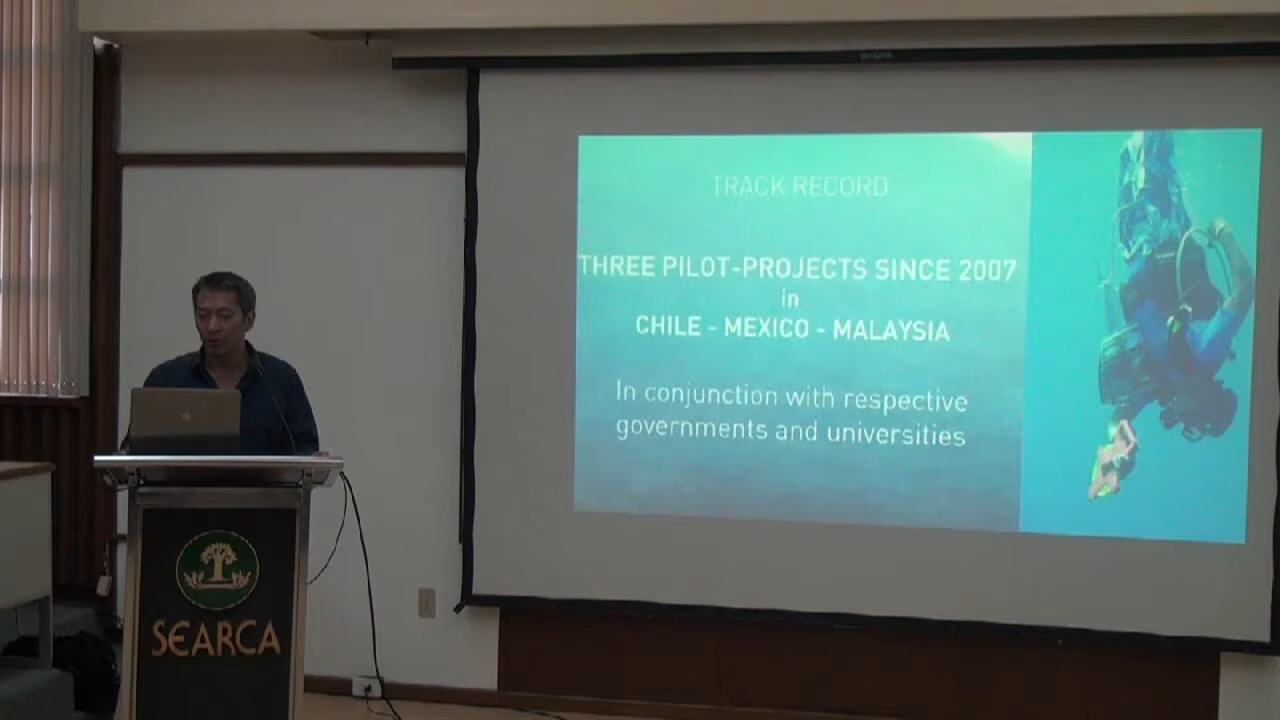 TRACK RECORD
THREE PILOT-PROJECTS SINCE 2007
in
CHILE - MEXICO - MALAYSIA
In conjunction with respective
governments and universities
SEARCA